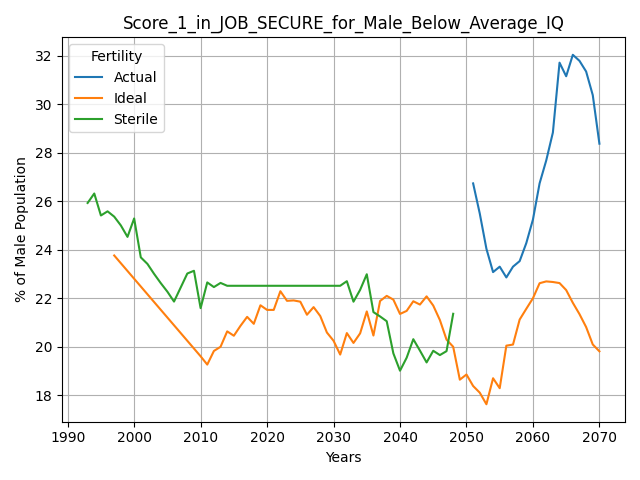 Score_1_in_JOB_SECURE_for_Male_Below_Average_IQ
Fertility
Actual
Ideal
Sterile
% of Male Population
32
30
28
26
24
22
20
18
1990 2000 2010 2020 2030 2040 2050 2060 2070
Years